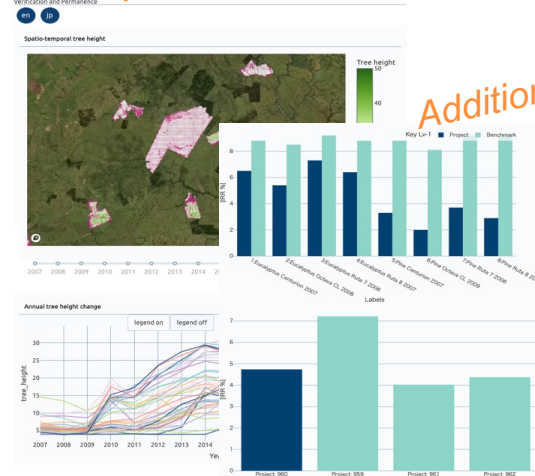 Verification and Permanence
en jp
Spatio-temporal tree height
Tree height
50
40
2007 2008 2009 2010 2011 2012 2013 2014
Key Lv-1 Project Benchmark
8
6
4
2
0
[IRR %]
1.Eucalyptus Centurion 2007
2.Eucalyptus Octava CL 2006
3.Eucalyptus Ruta 7 2006
4.Eucalyptus Ruta 8 2007
5.Pine Centurion 2007
6.Pine Octava CL 2009
7.Pine Ruta 7 2006
8.Pine Ruta 8
Labels
Annual tree height change
legend on legend off
30
25
20
15
10
5
tree_height
2007 2008 2009 2010 2011 2012 2013 2014
7
6
5
4
3
2
1
0
[IRR %]
Project: 960 Project: 959 Project: 961 Project: 962